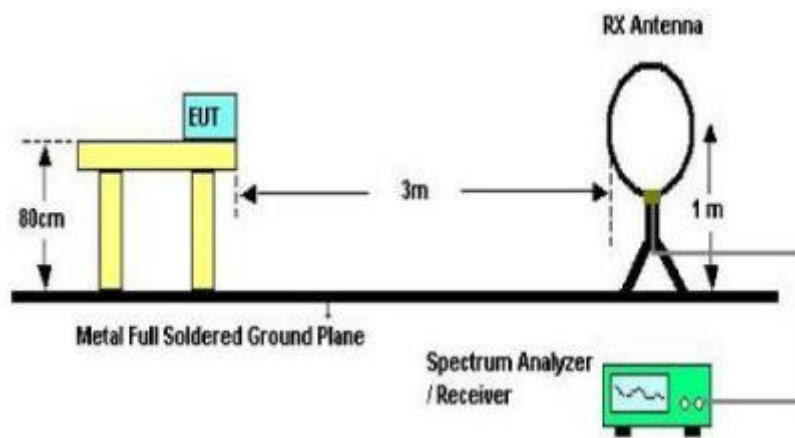 RX Antenna
EUT
80cm
3m
1 m
Metal Full Soldered Ground Plane
Spectrum Analyzer
/ Receiver